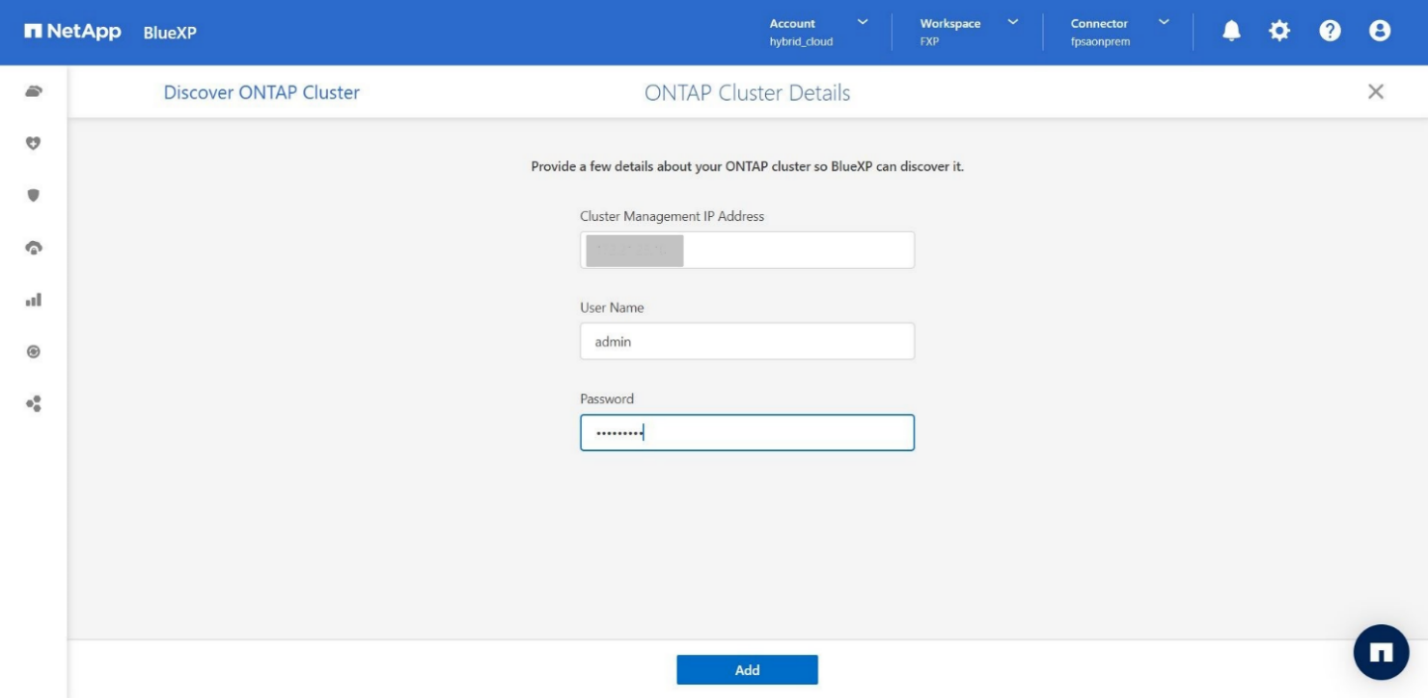 NetApp BlueXP
Account
hybrid_cloud
Workspace
FXP
Connector
fpsaonprem
Discover ONTAP Cluster
ONTAP Cluster Details
Provide a few details about your ONTAP cluster so BlueXP can discover it.
Cluster Management IP Address
User Name
admin
Password
•••••••••
Add